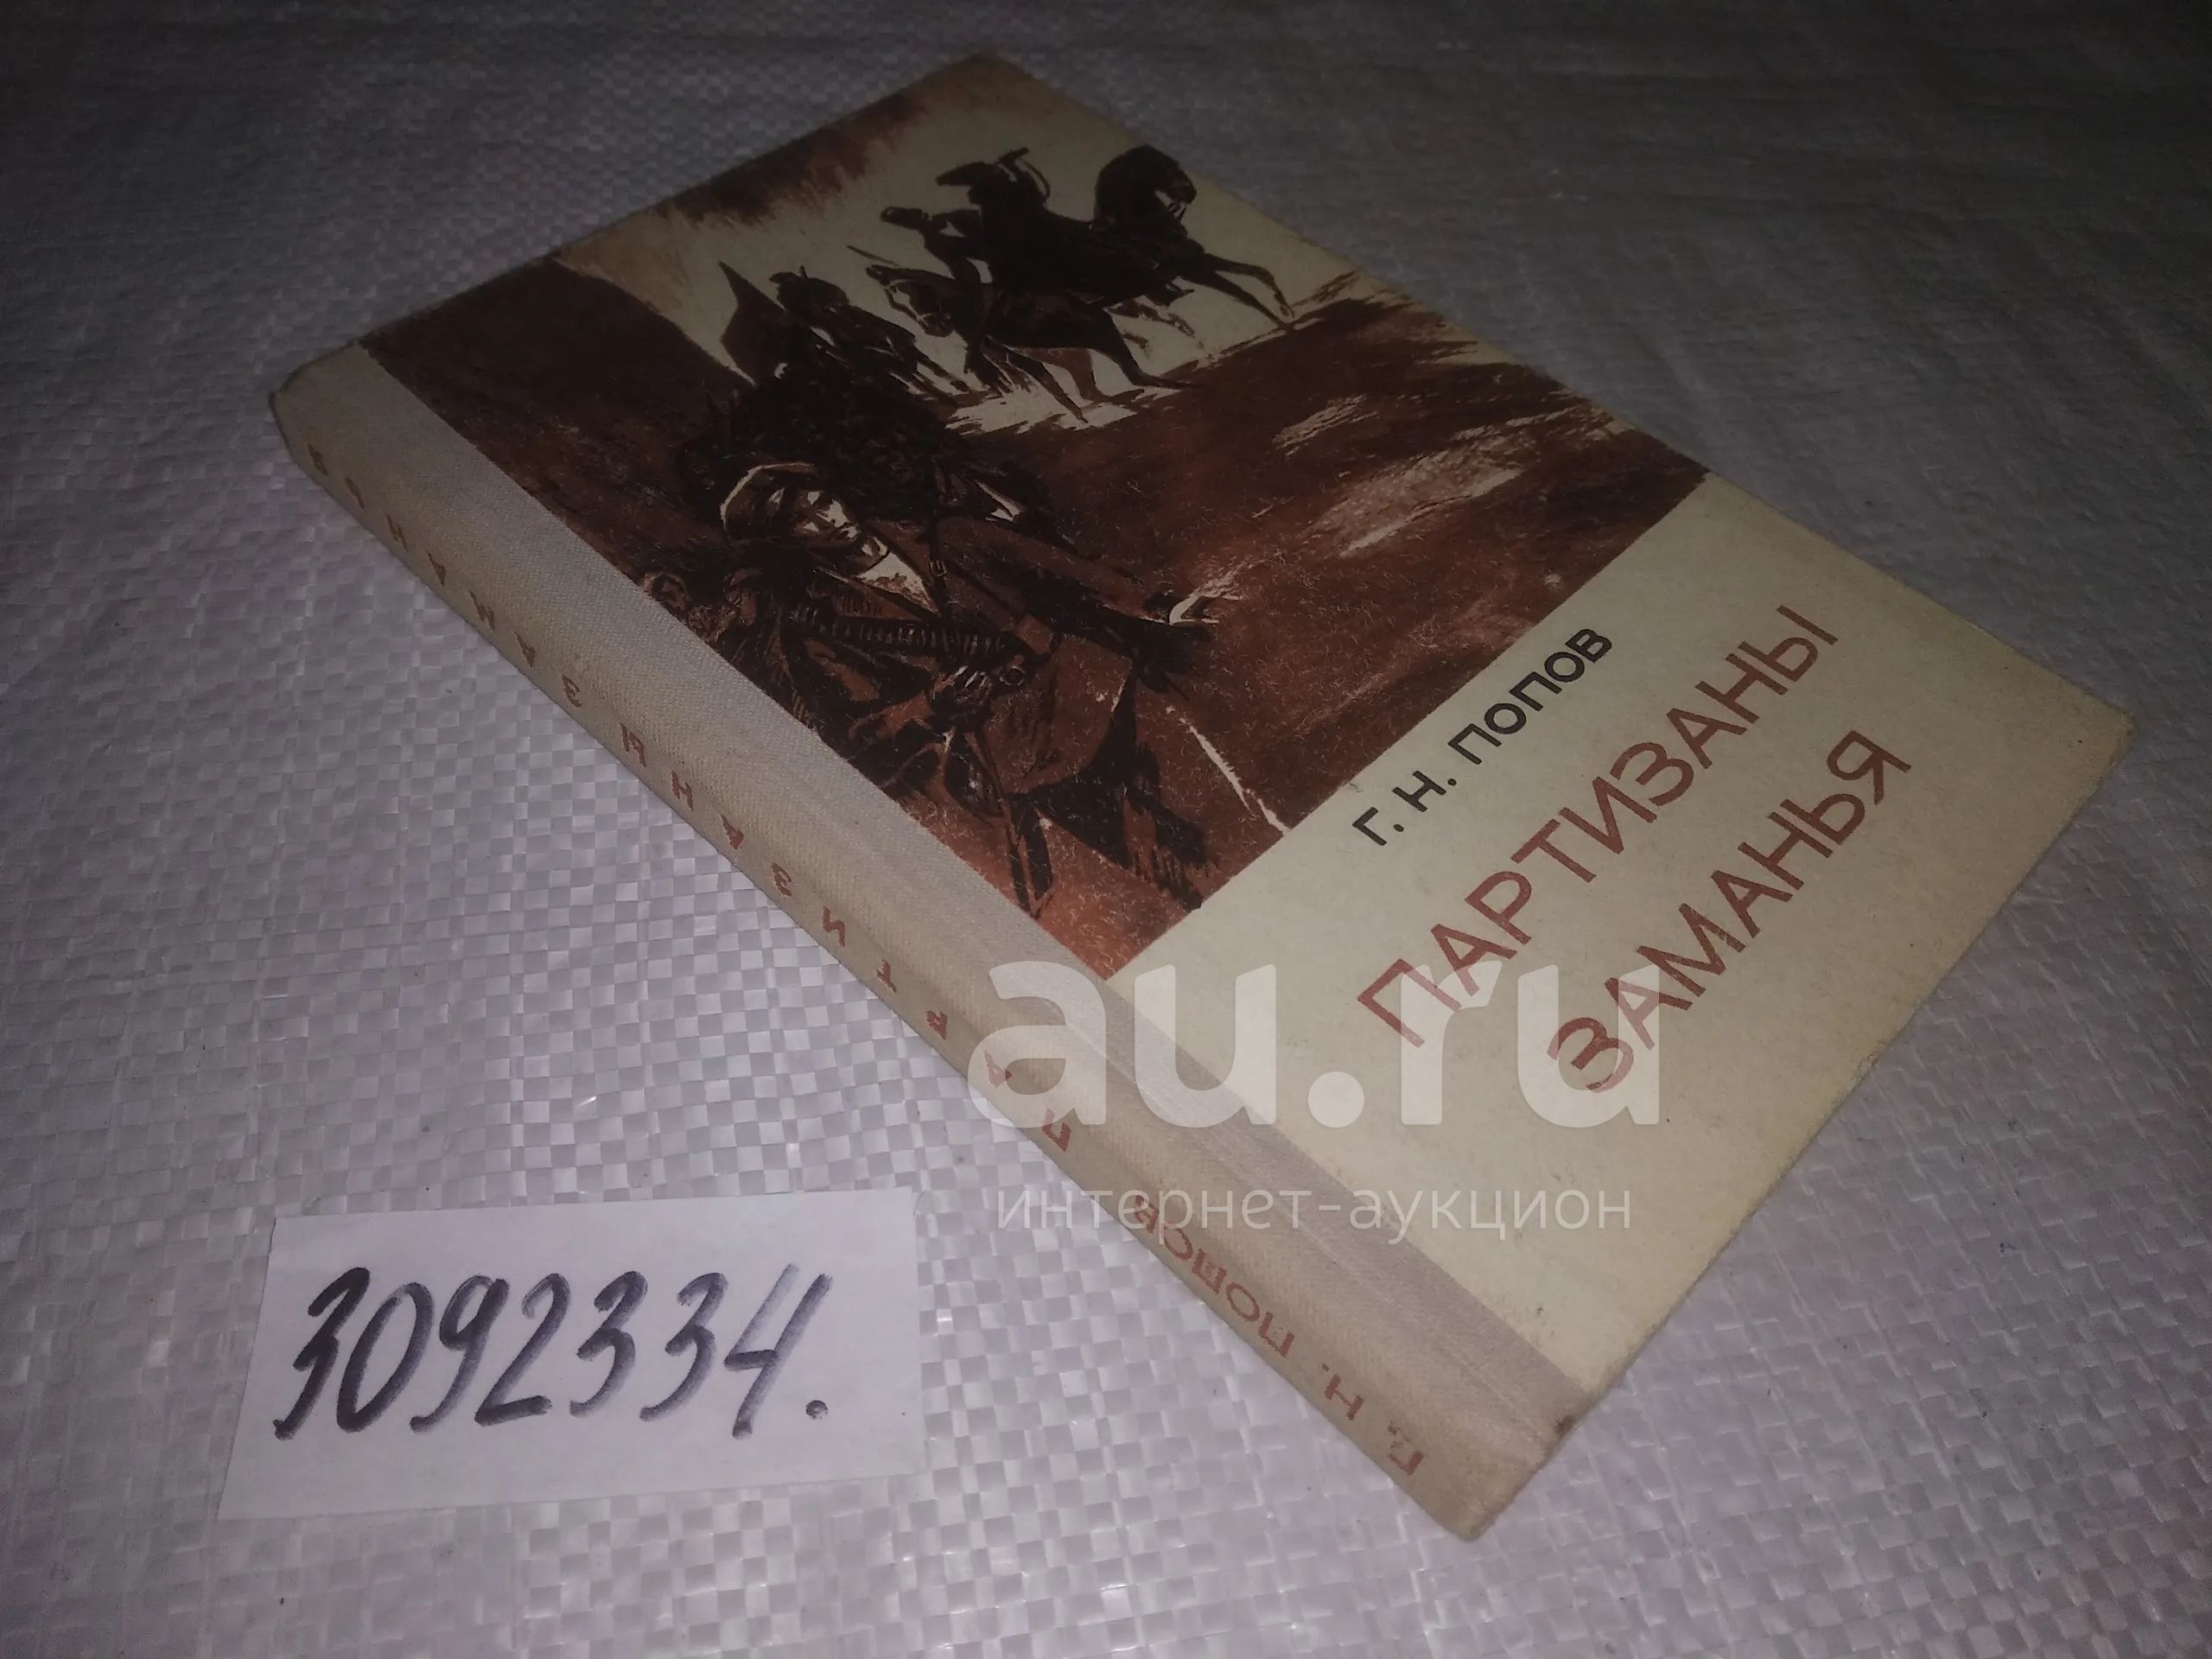 Г. Н. ПОПОВ
ПАРТИЗАНЫ
ЗАМАНЬЯ
Г. Н. ПОПОВ ПАРТИЗАНЫ ЗАМАНЬЯ
au.ru
интернет-аукцион
3092334.